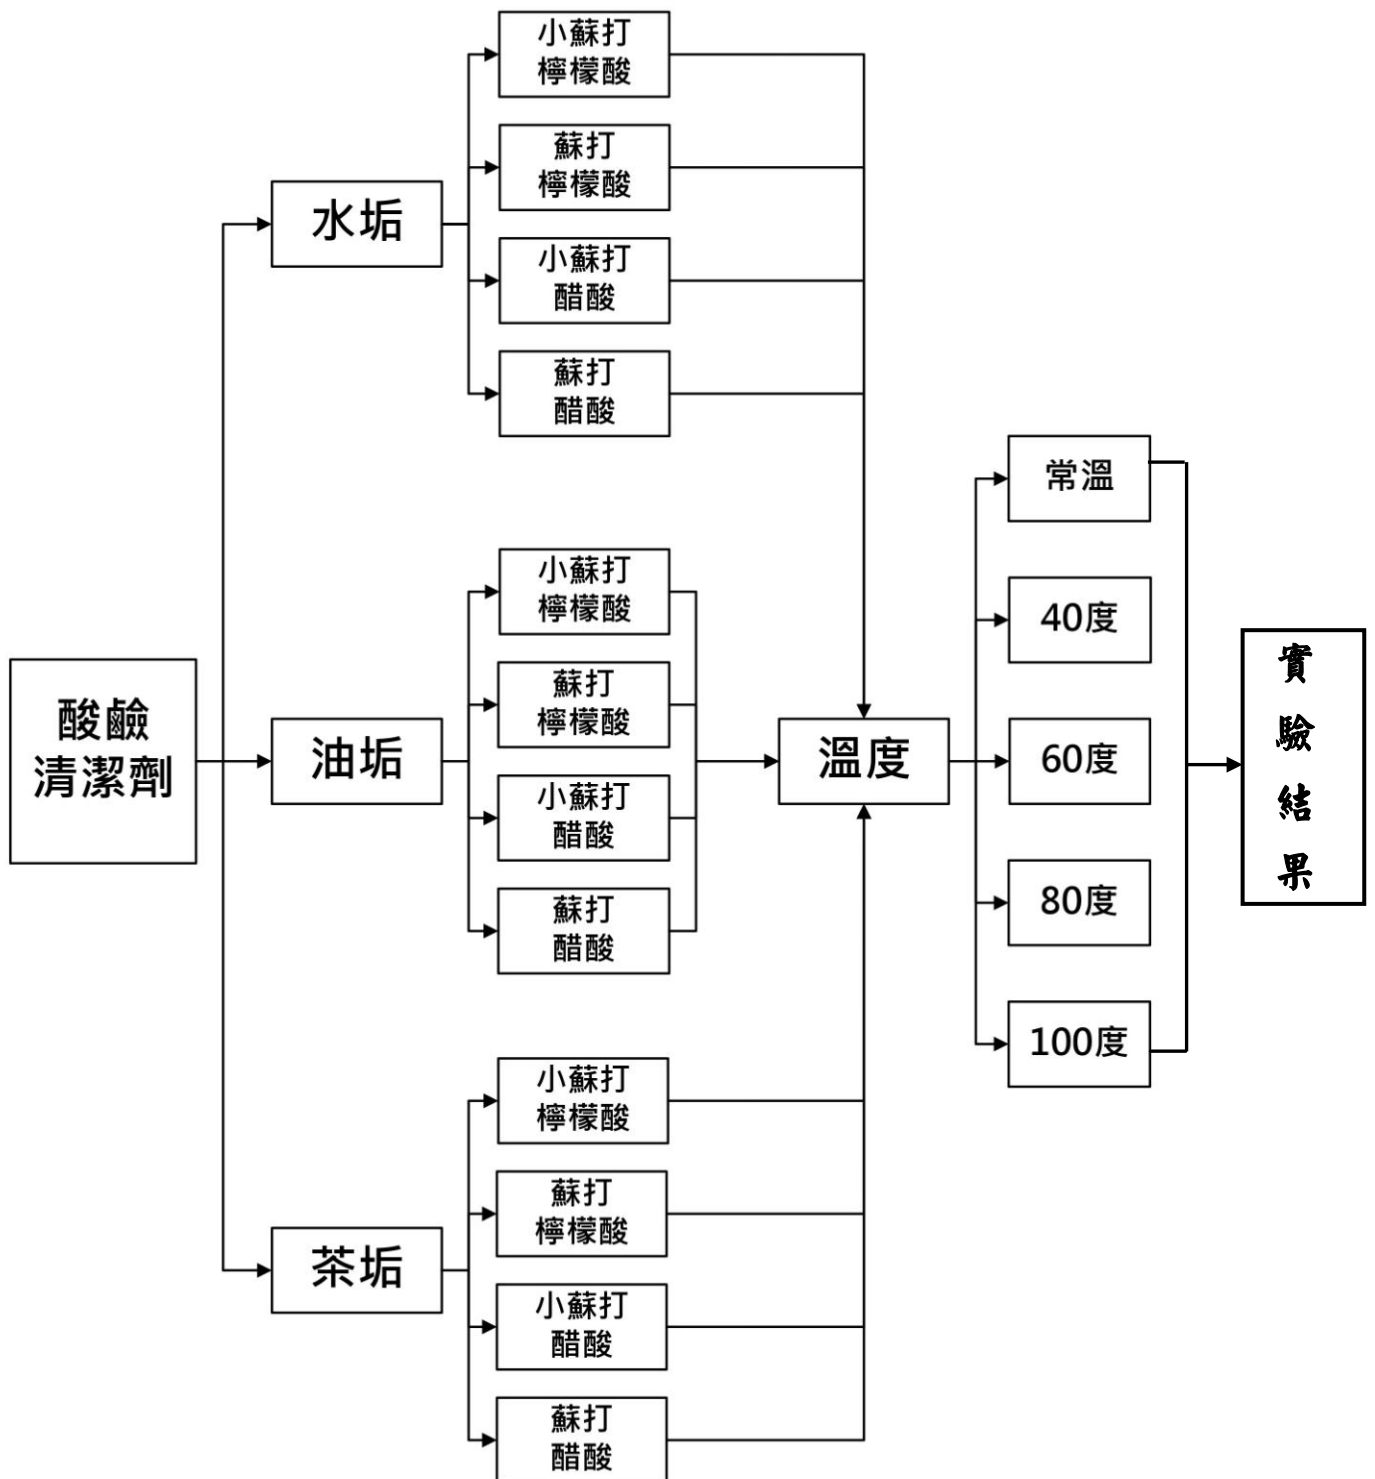 酸鹼
清潔劑
水垢
小蘇打
檸檬酸
蘇打
檸檬酸
小蘇打
醋酸
蘇打
醋酸
油垢
小蘇打
檸檬酸
蘇打
檸檬酸
小蘇打
醋酸
蘇打
醋酸
茶垢
小蘇打
檸檬酸
蘇打
檸檬酸
小蘇打
醋酸
蘇打
醋酸
溫度
常溫
40度
60度
80度
100度
實驗結果